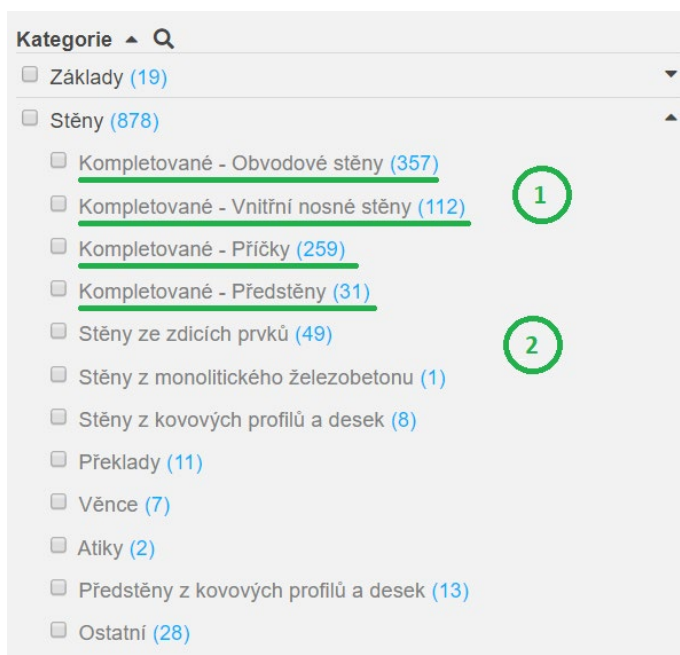 Kategorie
Základy (19)
Stěny (878)
Kompletované - Obvodové stěny (357)
1
Kompletované - Vnitřní nosné stěny (112)
Kompletované - Příčky (259)
Kompletované - Předstěny (31)
Stěny ze zdicích prvků (49)
2
Stěny z monolitického železobetonu (1)
Stěny z kovových profilů a desek (8)
Překlady (11)
Věnce (7)
Atiky (2)
Předstěny z kovových profilů a desek (13)
Ostatní (28)